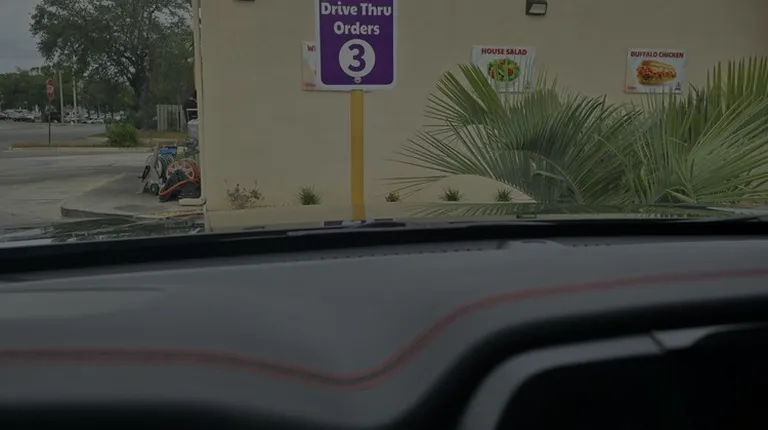 Drive Thru
Orders
3
HOUSE SALAD
BUFFALO CHICKEN